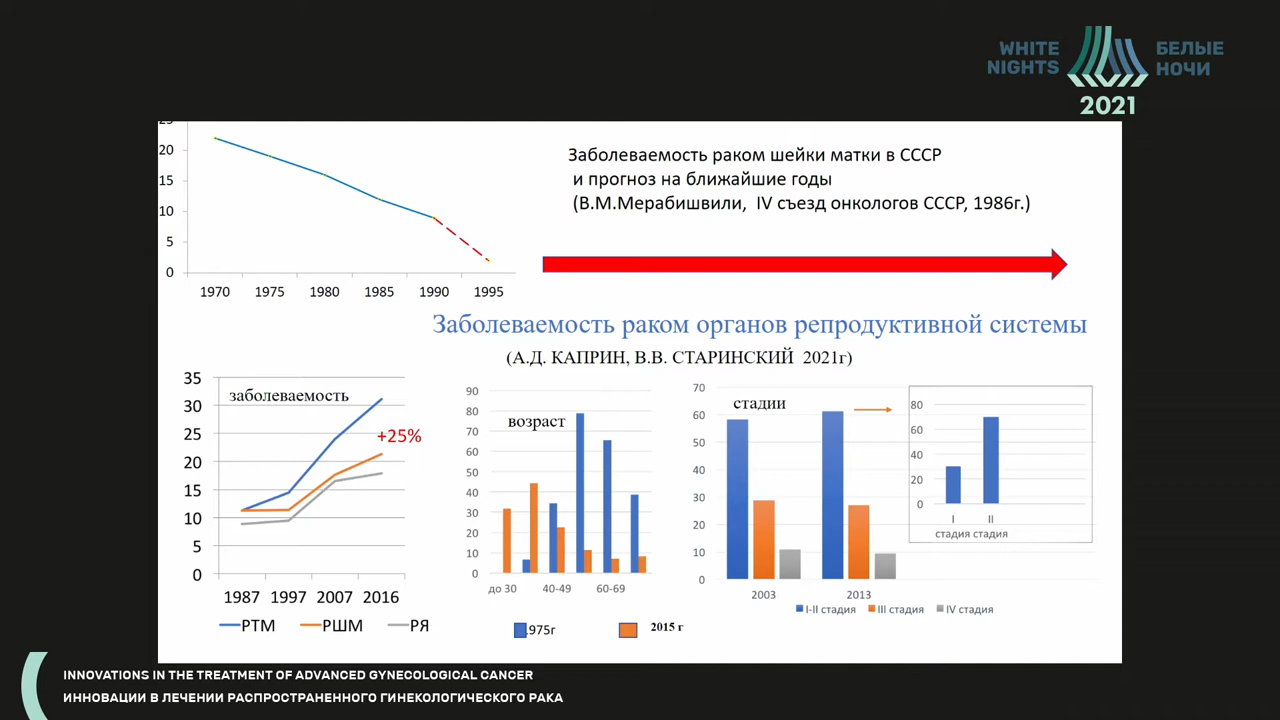 WHITE NIGHTS
БЕЛЫЕ НОЧИ
2021
25
20
15
10
5
0
1970 1975 1980 1985 1990 1995
Заболеваемость раком шейки матки в СССР
и прогноз на ближайшие годы
(В.М.Мерабишвили, IV съезд онкологов СССР, 1986г.)
Заболеваемость раком органов репродуктивной системы
(А.Д. КАПРИН, В.В. СТАРИНСКИЙ 2021г)
заболеваемость
35
30
25
20
15
10
5
0
+25%
1987 1997 2007 2016
РТМ РШМ РЯ
возраст
90
80
70
60
50
40
30
20
10
0
до 30 40-49 60-69
1975г 2015 г
стадии
70
60
50
40
30
20
10
0
2003 2013
I-II стадия III стадия IV стадия
80
60
40
20
0
I II
стадия стадия
INNOVATIONS IN THE TREATMENT OF ADVANCED GYNECOLOGICAL CANCER
ИННОВАЦИИ В ЛЕЧЕНИИ РАСПРОСТРАНЕННОГО ГИНЕКОЛОГИЧЕСКОГО РАКА